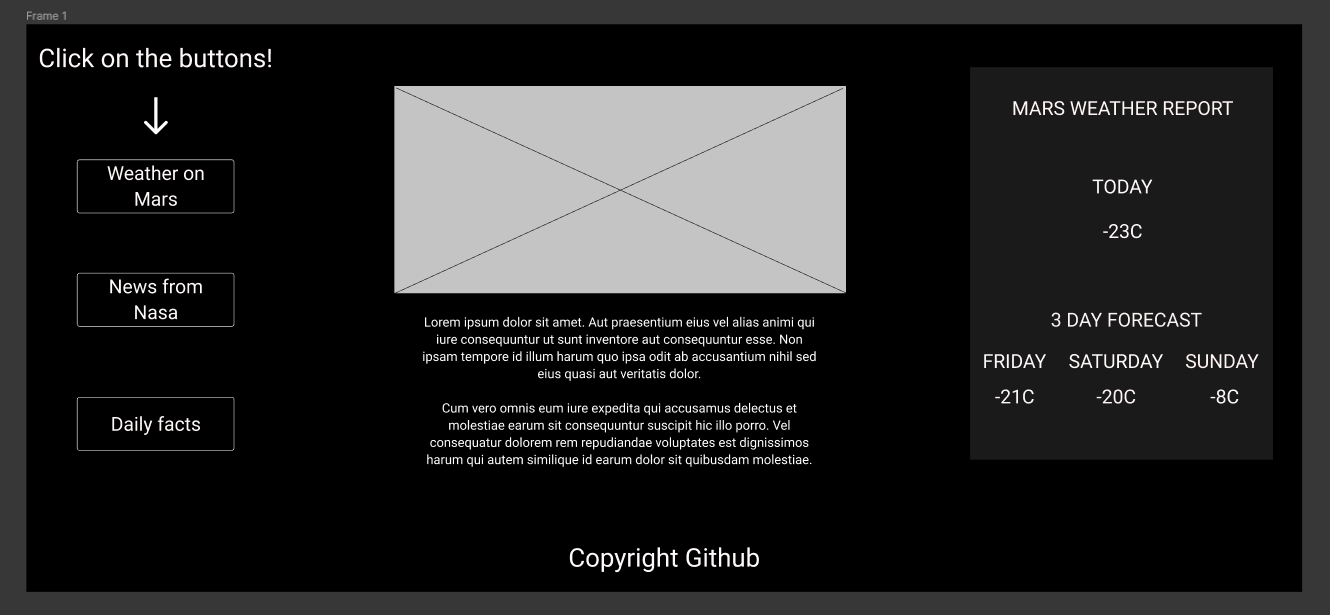 Frame 1
Click on the buttons!
Weather on
Mars
News from
Nasa
Daily facts
Lorem ipsum dolor sit amet. Aut praesentium eius vel alias animi qui
iure consequuntur ut sunt inventore aut consequuntur esse. Non
ipsam tempore id illum harum quo ipsa odit ab accusantium nihil sed
eius quasi aut veritatis dolor.
Cum vero omnis eum iure expedita qui accusamus delectus et
molestiae earum sit consequuntur suscipit hic illo porro. Vel
consequatur dolorem rem repudiandae voluptates est dignissimos
harum qui autem similique id earum dolor sit quibusdam molestiae.
MARS WEATHER REPORT
TODAY
-23C
3 DAY FORECAST
FRIDAY SATURDAY SUNDAY
-21C -20C -8C
Copyright Github